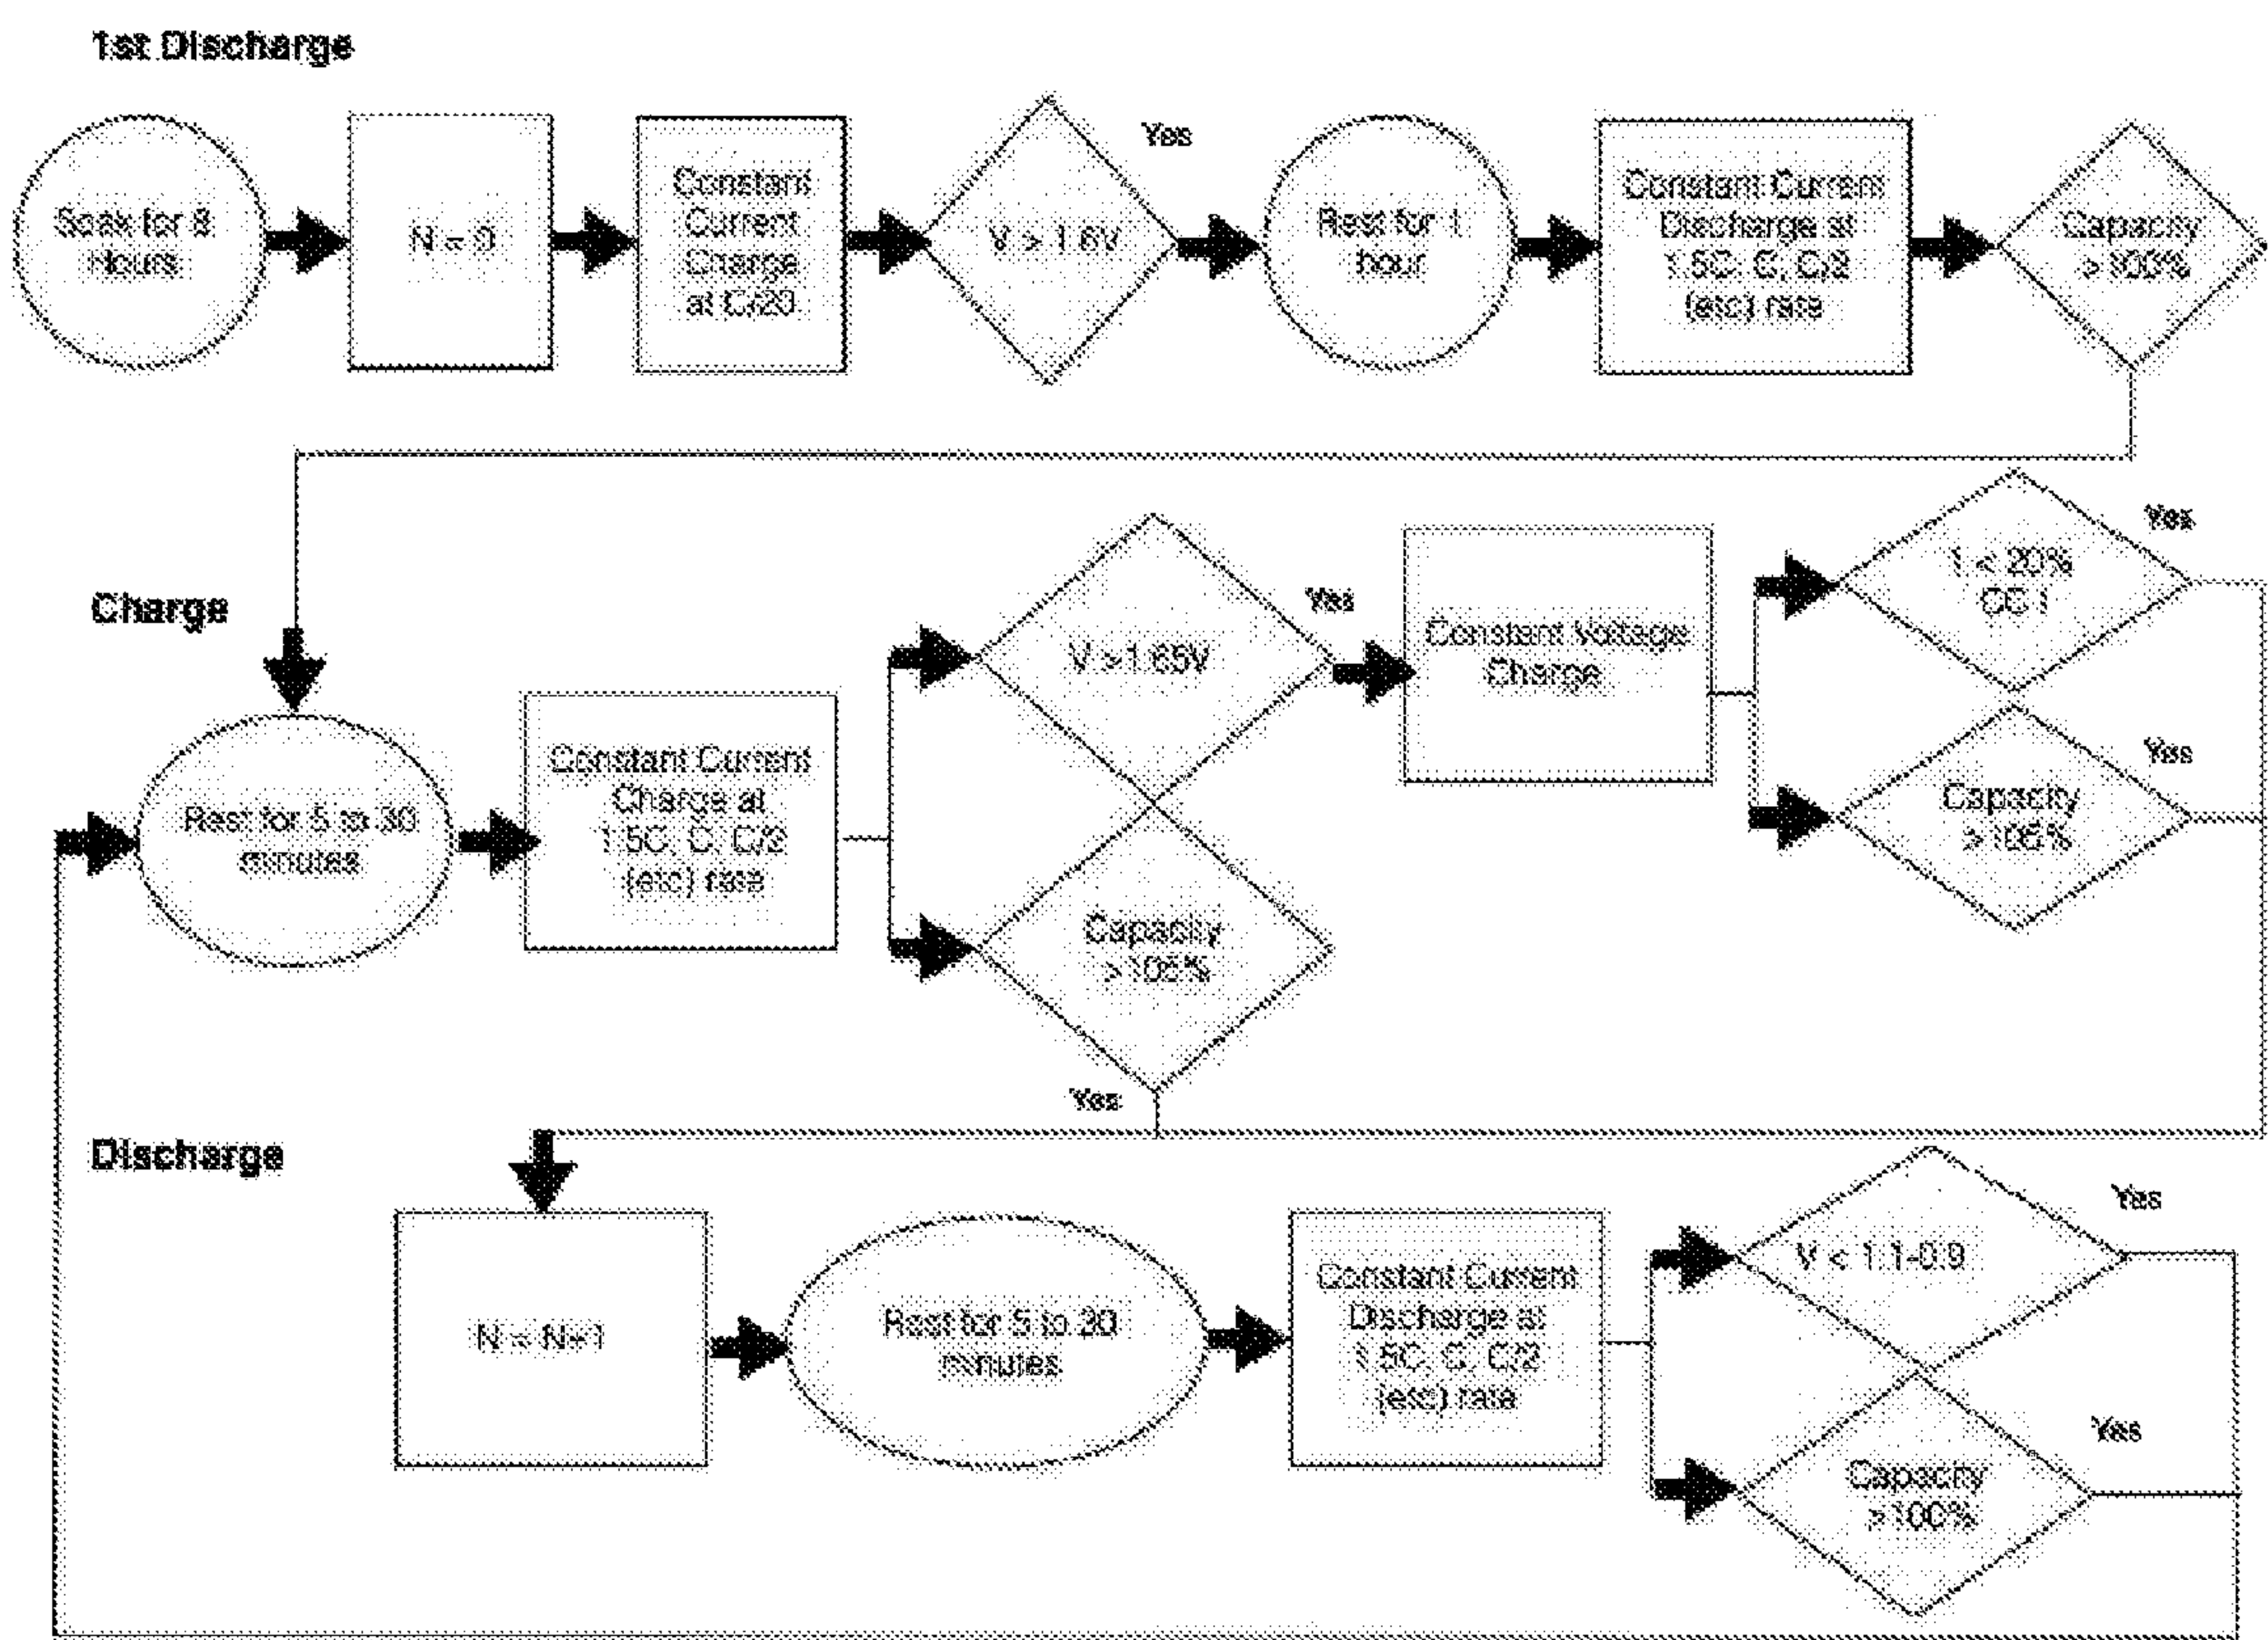 1st Discharge
Soak for 8
Hours
N = 0
Constant
Current
Charge
at C/20
V > 1.6V
Yes
Rest for 1
hour
Constant Current
Discharge at
1.5C, C, C/2
(etc) rate
Capacity
>100%
Charge
Rest for 5 to 30
minutes
Constant Current
Charge at
1.5C, C, C/2
(etc) rate
V >1.65V
Yes
Capacity
>105%
Yes
Constant Voltage
Charge
I < 20%
CC I
Yes
Capacity
>105%
Yes
Discharge
N = N+1
Rest for 5 to 30
minutes
Constant Current
Discharge at
1.5C, C, C/2
(etc) rate
V < 1.1-0.9
Yes
Capacity
>100%
Yes